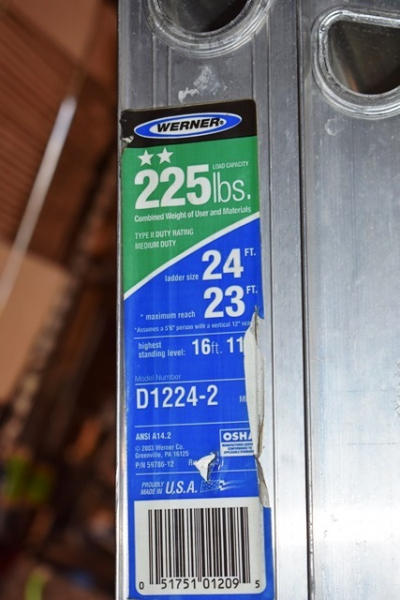 WERNER®
LOAD CAPACITY
225lbs.
Combined Weight of User and Materials
TYPE II DUTY RATING
MEDIUM DUTY
ladder size 24 FT.
* maximum reach 23 FT.
*Assumes a 5'6" person with a vertical 12"
highest
standing level: 16ft. 11
Model Number
D1224-2
ANSI A14.2
© 2003 Werner Co.
Greenville, PA 16125
P/N 59786-12
OSHA
PROUDLY
MADE IN U.S.A.
0 51751 01209 5